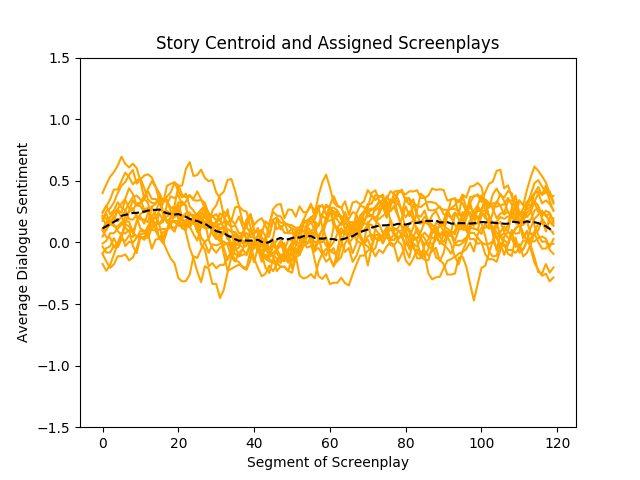 Story Centroid and Assigned Screenplays
1.5
1.0
0.5
0.0
−0.5
−1.0
−1.5
Average Dialogue Sentiment
0 20 40 60 80 100 120
Segment of Screenplay